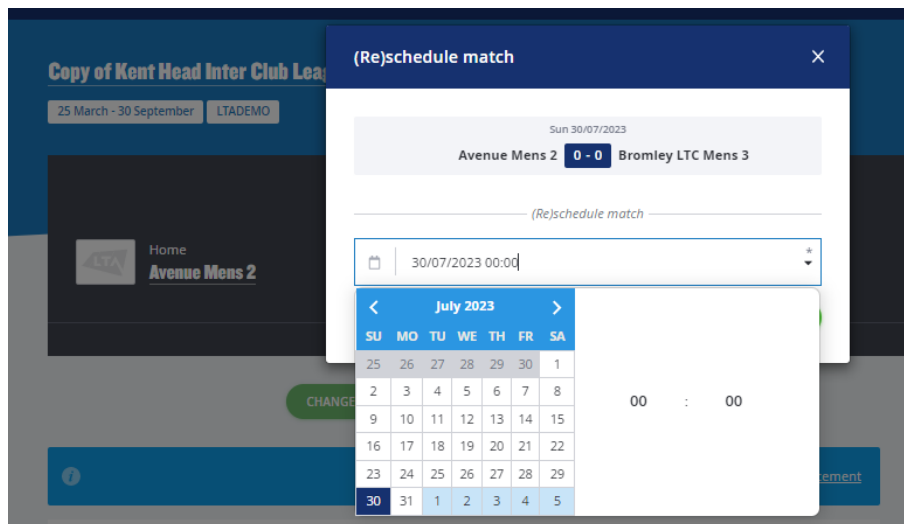 (Re)schedule match
Copy of Kent Head Inter Club Lea
25 March - 30 September LTADEMO
Sun 30/07/2023
Avenue Mens 2 0 - 0 Bromley LTC Mens 3
(Re)schedule match
LTA
Home
Avenue Mens 2
30/07/2023 00:00 *
July 2023
SU MO TU WE TH FR SA
25 26 27 28 29 30 1
2 3 4 5 6 7 8
9 10 11 12 13 14 15
16 17 18 19 20 21 22
23 24 25 26 27 28 29
30 31 1 2 3 4 5
00 : 00
CHANGE